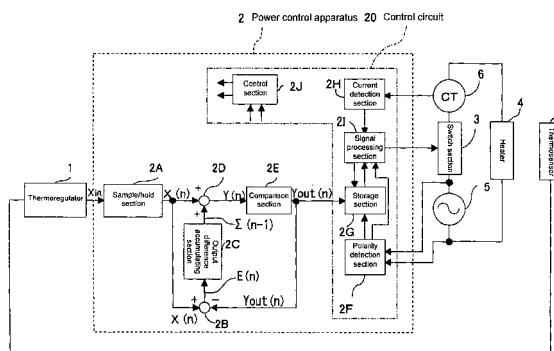 2 Power control apparatus 20 Control circuit
Control
section
2J
2H
Current
detection
section
6
CT
4
Heater
3
Switch section
2I
Signal
processing
section
1
Thermoregulator
Xin
2A
Sample/hold
section
X (n)
+
2D
+
Y(n)
2E
Comparison
section
Yout(n)
Storage
section
2G
5
Thermosensor
Σ (n-1)
Output
difference
accumulating
section
2C
E(n)
Polarity
detection
section
2F
+
−
X (n)
2B
Yout (n)